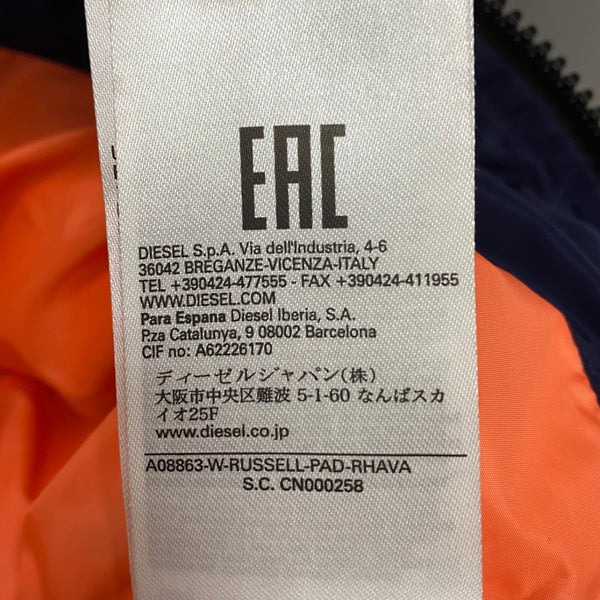 EAC
DIESEL S.p.A. Via dell'Industria, 4-6
36042 BREGANZE-VICENZA-ITALY
TEL +390424-477555 - FAX +390424-411955
WWW.DIESEL.COM
Para Espana Diesel Iberia, S.A.
P.za Catalunya, 9 08002 Barcelona
CIF no: A62226170
ディーゼルジャパン(株)
大阪市中央区難波 5-1-60 なんばスカ
イオ25F
www.diesel.co.jp
A08863-W-RUSSELL-PAD-RHAVA
S.C. CN000258